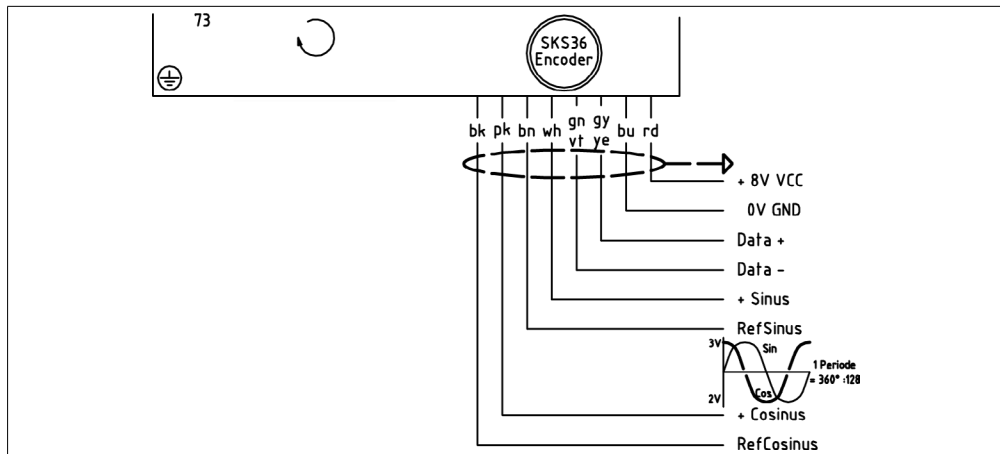 73
SKS36
Encoder
bk pk bn wh gn vt gy ye bu rd
+ 8V VCC
0V GND
Data +
Data -
+ Sinus
RefSinus
3V
Sin
1 Periode
= 360° :128
Cos
2V
+ Cosinus
RefCosinus